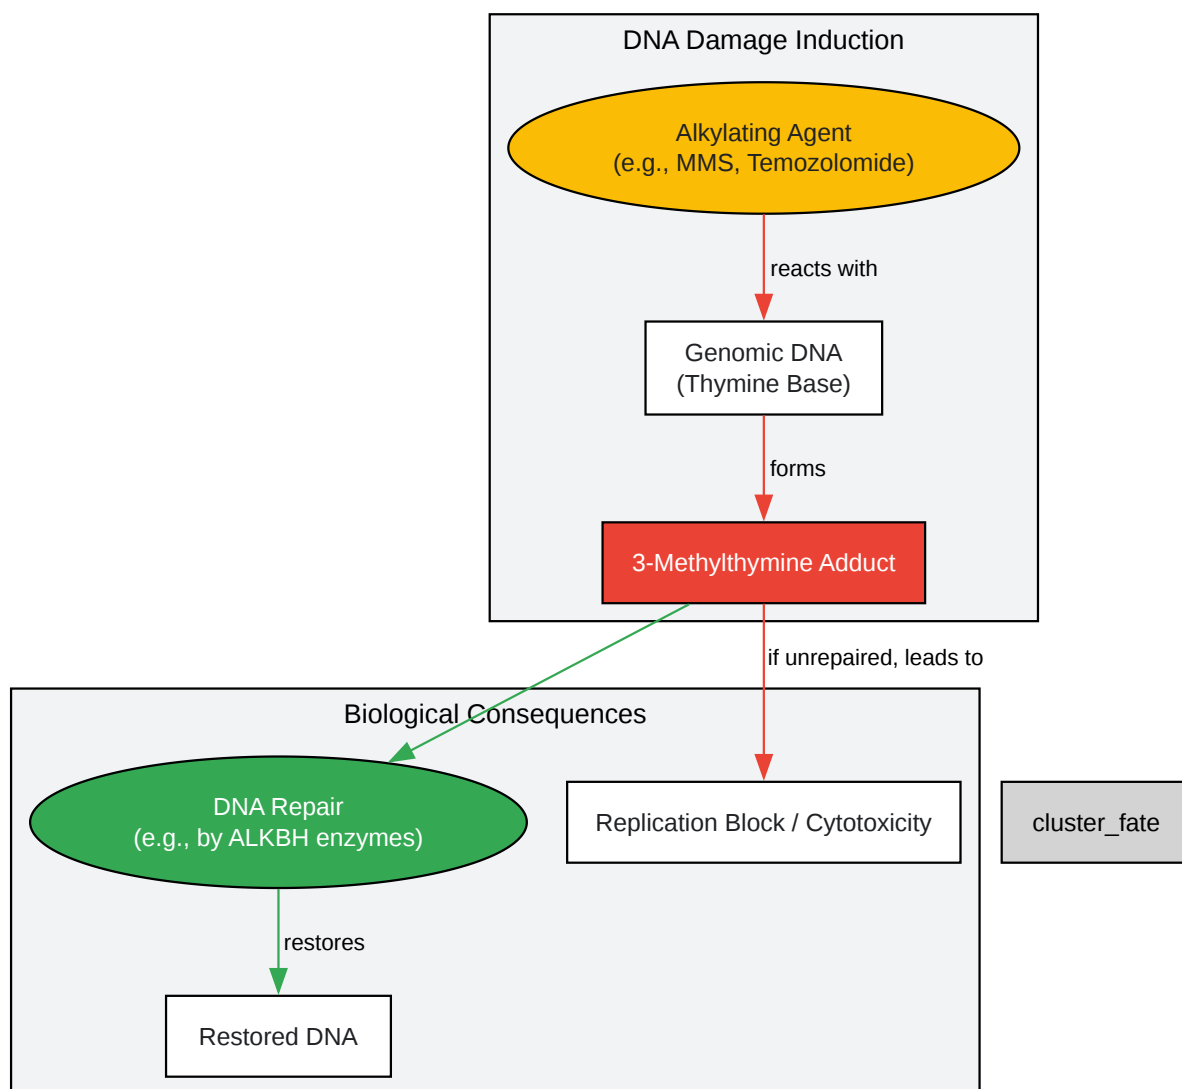 DNA Damage Induction
Alkylating Agent
(e.g., MMS, Temozolomide)
reacts with
Genomic DNA
(Thymine Base)
forms
3-Methylthymine Adduct
if unrepaired, leads to
Biological Consequences
DNA Repair
(e.g., by ALKBH enzymes)
Replication Block / Cytotoxicity
cluster_fate
restores
Restored DNA